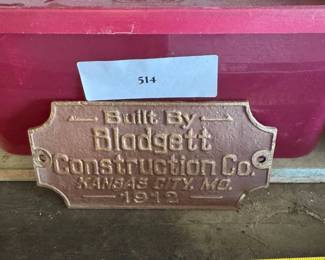 514
Built By
Blodgett
Construction Co.
KANSAS CITY, MO.
1912